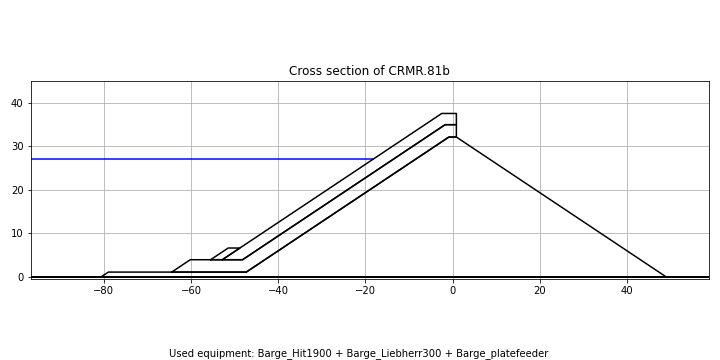 Cross section of CRMR.81b
40
30
20
10
0
−80 −60 −40 −20 0 20 40
Used equipment: Barge_Hit1900 + Barge_Liebherr300 + Barge_platefeeder